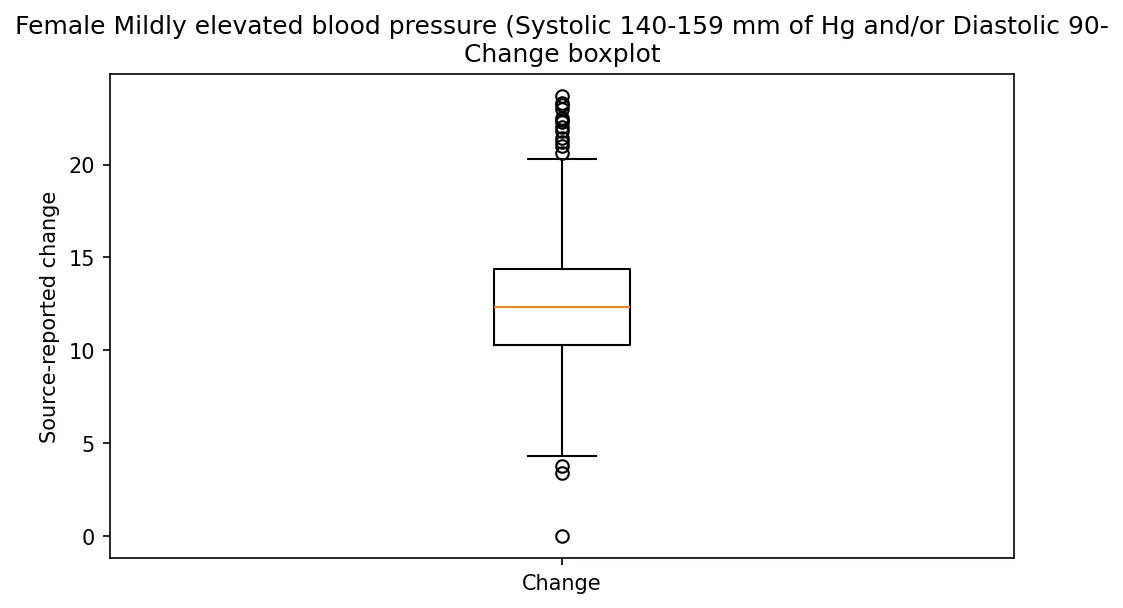 Female Mildly elevated blood pressure (Systolic 140-159 mm of Hg and/or Diastolic 90-
Change boxplot
20
15
10
5
0
Source-reported change
Change